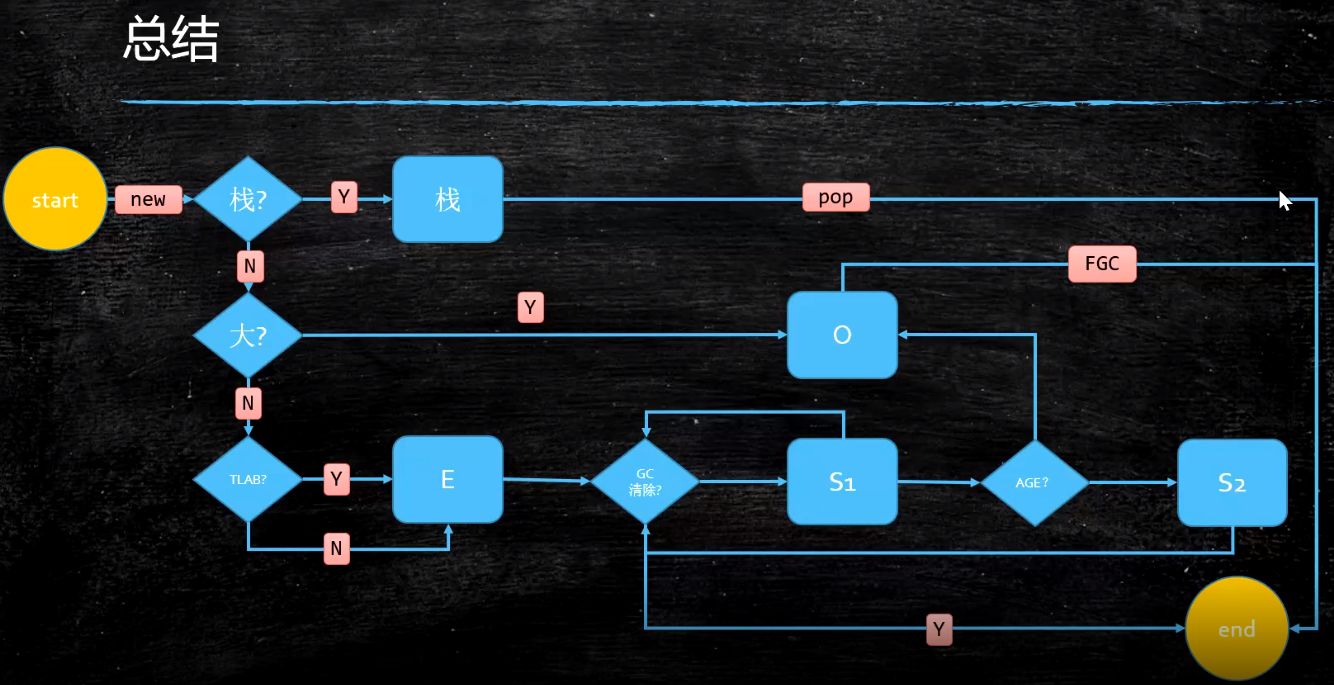 总结
start
new
栈?
Y
栈
pop
N
FGC
大?
Y
O
N
TLAB?
Y
E
GC
清除?
S1
AGE?
S2
N
Y
end